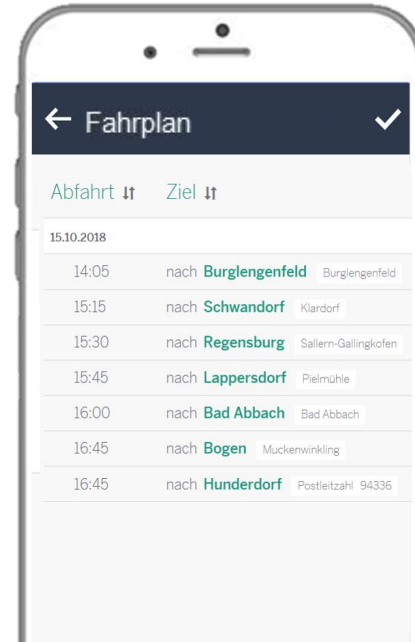 Fahrplan
Abfahrt Ziel
15.10.2018
14:05 nach Burglengenfeld Burglengenfeld
15:15 nach Schwandorf Klardorf
15:30 nach Regensburg Sallern-Gallingkofen
15:45 nach Lappersdorf Pielmühle
16:00 nach Bad Abbach Bad Abbach
16:45 nach Bogen Muckenwinkling
16:45 nach Hunderdorf Postleitzahl 94336